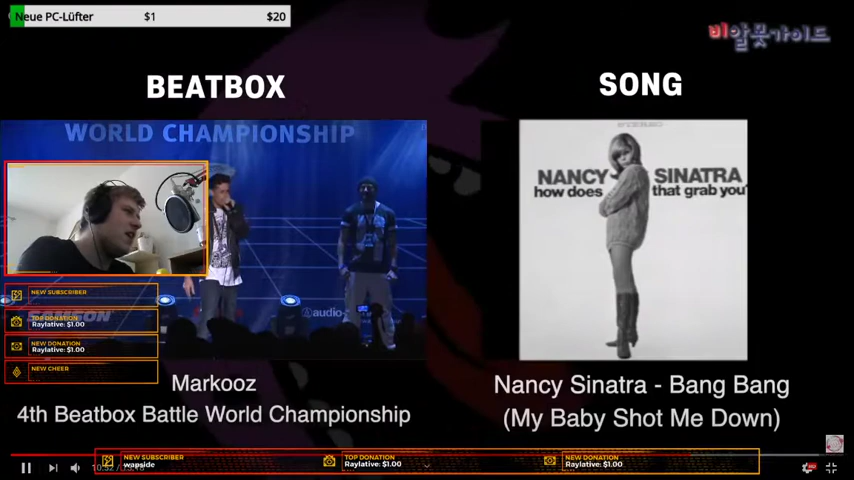 Neue PC-Lüfter $1 $20
비알못가이드
BEATBOX
SONG
WORLD CHAMPIONSHIP
NANCY SINATRA
how does that grab you
NEW SUBSCRIBER
TOP DONATION
Raylative: $1.00
NEW DONATION
Raylative: $1.00
NEW CHEER
SAMSON
audio-
Markooz
4th Beatbox Battle World Championship
Nancy Sinatra - Bang Bang
(My Baby Shot Me Down)
NEW SUBSCRIBER
wapside
TOP DONATION
Raylative: $1.00
NEW DONATION
Raylative: $1.00